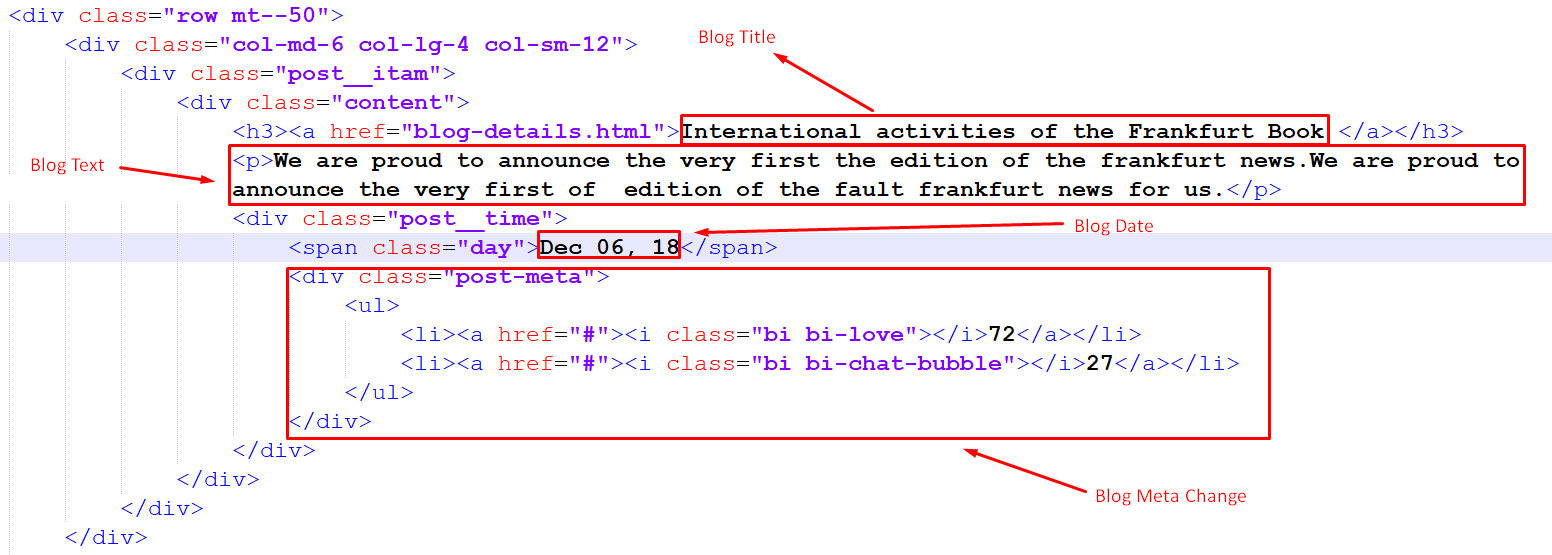 <div class="row mt--50">
<div class="col-md-6 col-lg-4 col-sm-12">
Blog Title
<div class="post__itam">
<div class="content">
<h3><a href="blog-details.html">International activities of the Frankfurt Book </a></h3>
Blog Text
<p>We are proud to announce the very first the edition of the frankfurt news.We are proud to
announce the very first of  edition of the fault frankfurt news for us.</p>
<div class="post__time">
Blog Date
<span class="day">Dec 06, 18</span>
<div class="post-meta">
<ul>
<li><a href="#"><i class="bi bi-love"></i>72</a></li>
<li><a href="#"><i class="bi bi-chat-bubble"></i>27</a></li>
</ul>
</div>
</div>
</div>
Blog Meta Change
</div>
</div>